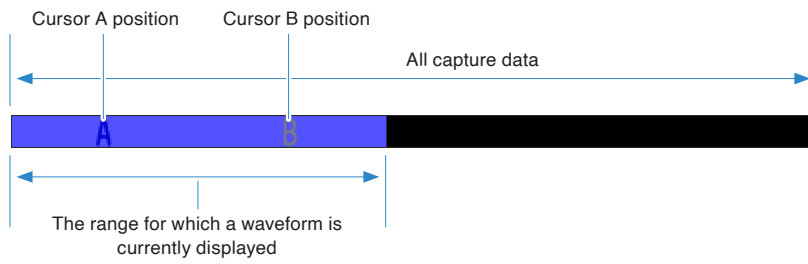 Cursor A position
Cursor B position
All capture data
A
B
The range for which a waveform is
currently displayed